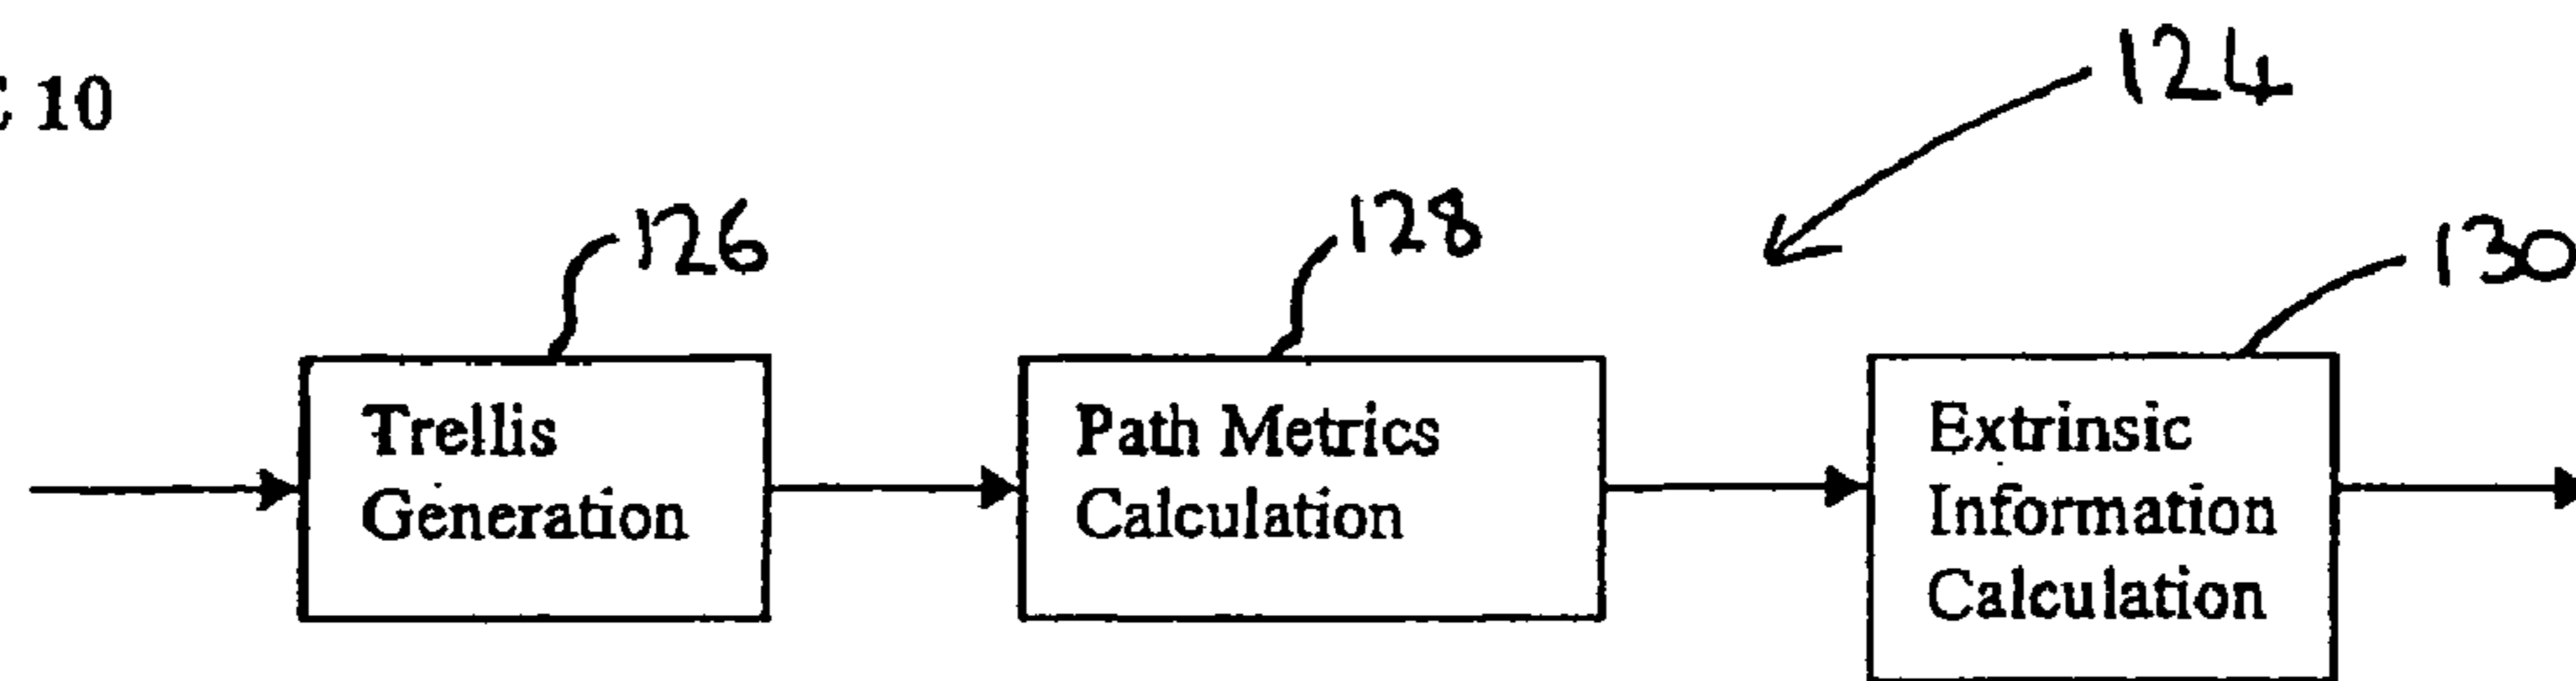 10
124
126
128
130
Trellis
Generation
Path Metrics
Calculation
Extrinsic
Information
Calculation